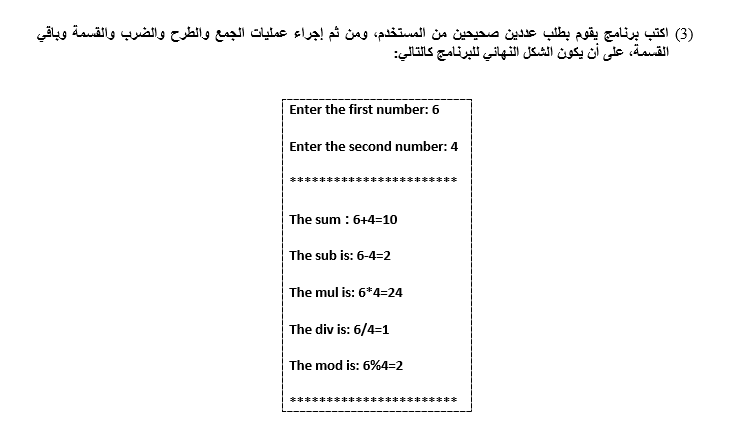 (3) اكتب برنامج يقوم بطلب عددين صحيحين من المستخدم، ومن ثم إجراء عمليات الجمع والطرح والضرب والقسمة وباقي
القسمة، على أن يكون الشكل النهائي للبرنامج كالتالي:
Enter the first number: 6
Enter the second number: 4
***********************
The sum : 6+4=10
The sub is: 6-4=2
The mul is: 6*4=24
The div is: 6/4=1
The mod is: 6%4=2
***********************